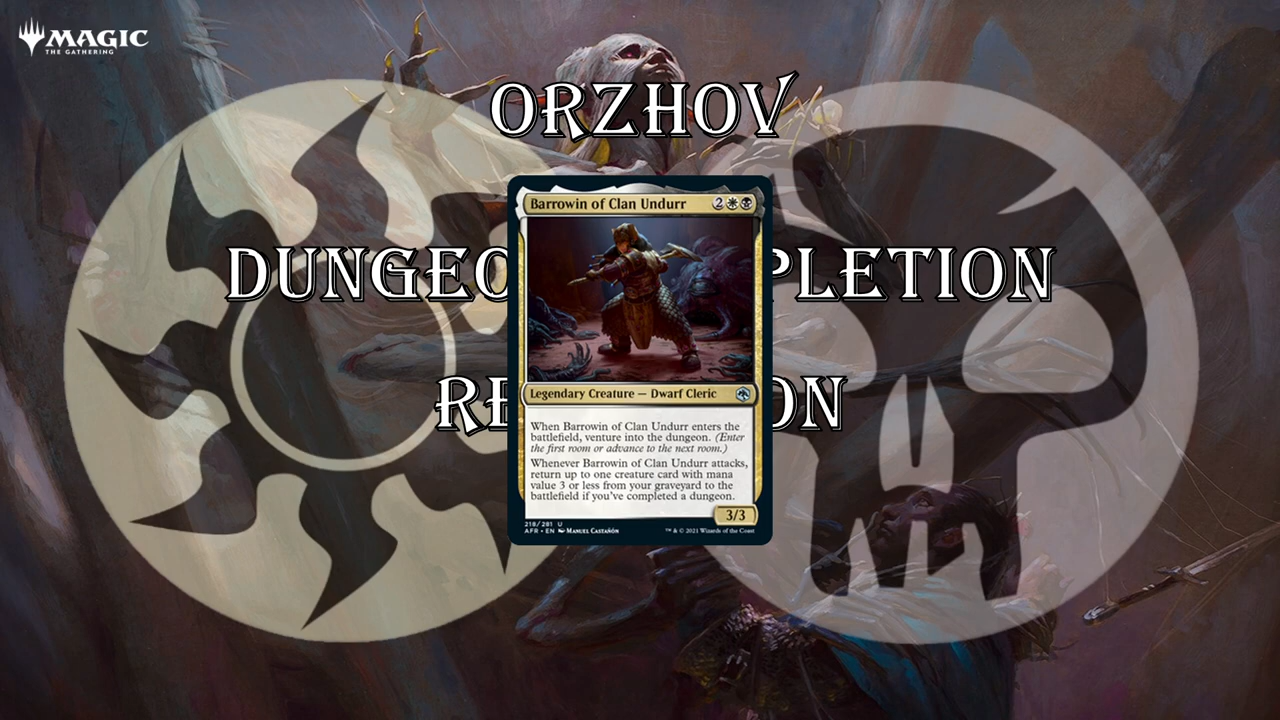 MAGIC
THE GATHERING
ORZHOV
Barrowin of Clan Undurr 2
DUNGEO PLETION
Legendary Creature — Dwarf Cleric
RE ON
When Barrowin of Clan Undurr enters the
battlefield, venture into the dungeon. (Enter
the first room or advance to the next room.)
Whenever Barrowin of Clan Undurr attacks,
return up to one creature card with mana
value 3 or less from your graveyard to the
battlefield if you've completed a dungeon.
3/3
218/281 U
AFR • EN MANUEL CASTAÑÓN ™ & © 2021 Wizards of the Coast